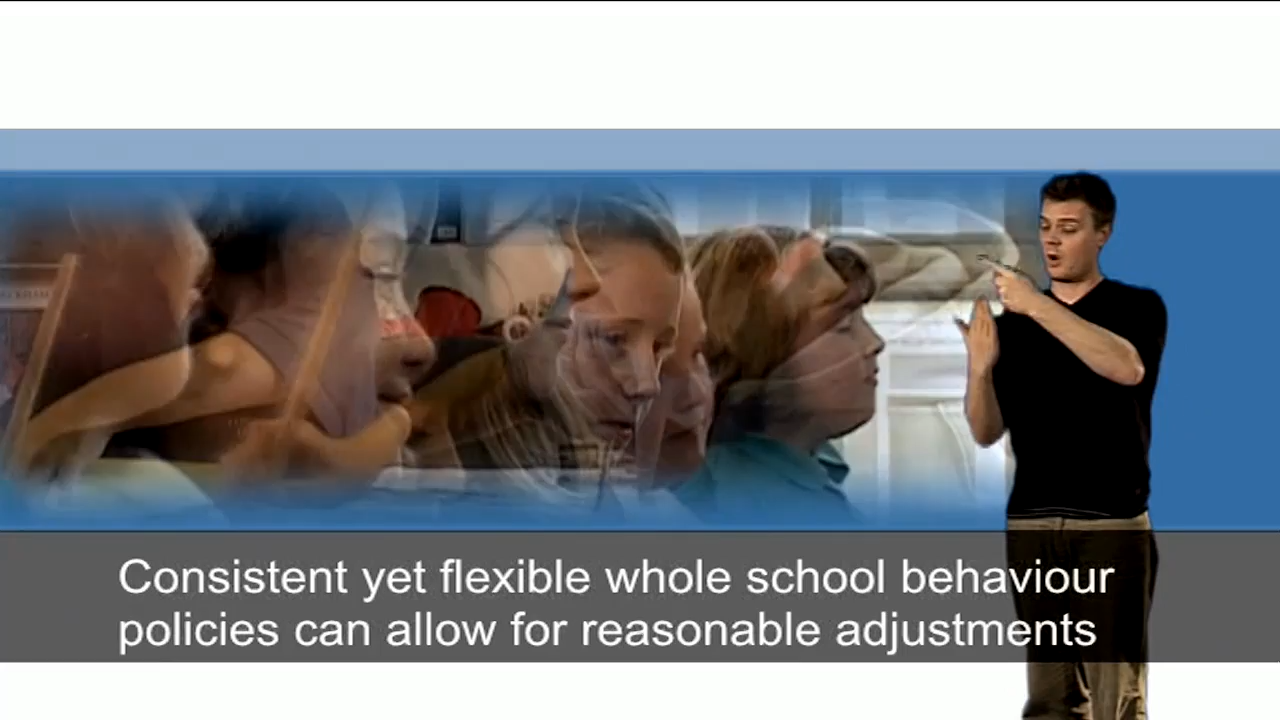 Consistent yet flexible whole school behaviour
policies can allow for reasonable adjustments